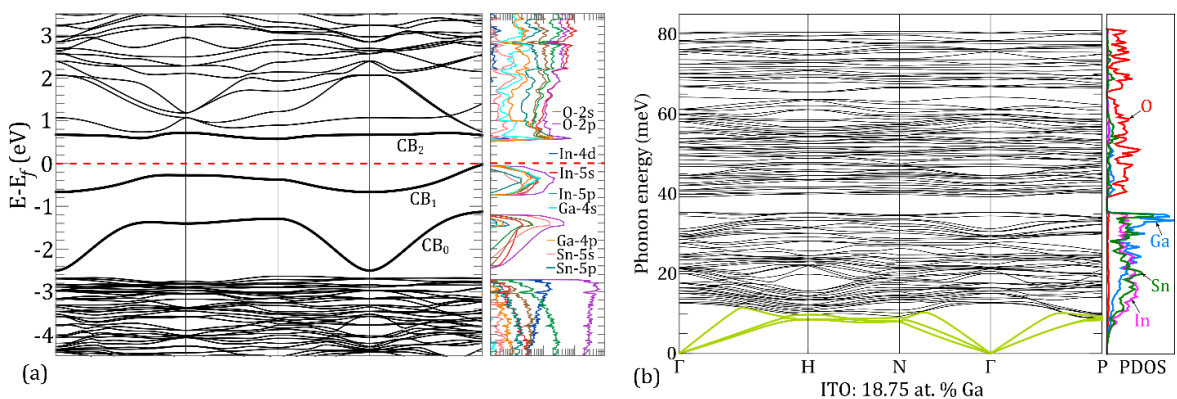 3
2
1
0
-1
-2
-3
-4
E-E_f (eV)
CB₂
CB₁
CB₀
O-2s
O-2p
In-4d
In-5s
In-5p
Ga-4s
Ga-4p
Sn-5s
Sn-5p
(a)
80
60
40
20
0
Phonon energy (meV)
Γ H N Γ P
ITO: 18.75 at. % Ga
O
Ga
Sn
In
PDOS
(b)